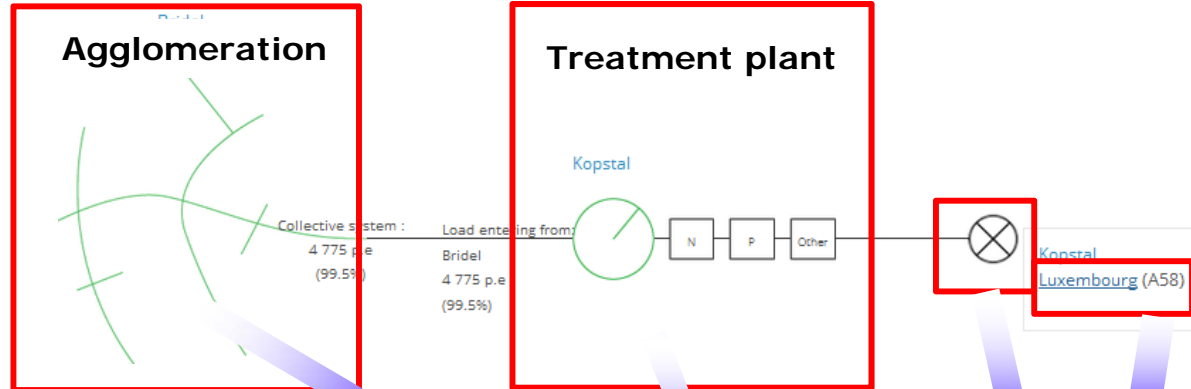 Bridel
Agglomeration
Treatment plant
Kopstal
Collective system :
4 775 p.e
(99.5%)
Load entering from:
Bridel
4 775 p.e
(99.5%)
N
P
Other
Kopstal
Luxembourg (A58)